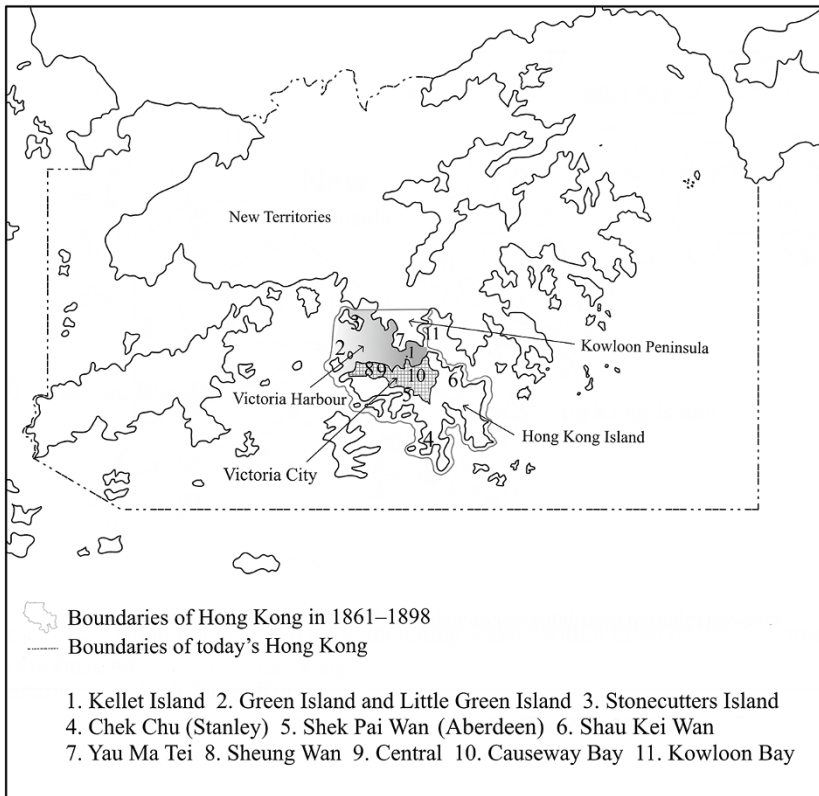 New Territories
3
7
11
Kowloon Peninsula
2
1
8 9
10
6
Victoria Harbour
5
4
Hong Kong Island
Victoria City
Boundaries of Hong Kong in 1861–1898
Boundaries of today's Hong Kong
1. Kellet Island 2. Green Island and Little Green Island 3. Stonecutters Island
4. Chek Chu (Stanley) 5. Shek Pai Wan (Aberdeen) 6. Shau Kei Wan
7. Yau Ma Tei 8. Sheung Wan 9. Central 10. Causeway Bay 11. Kowloon Bay